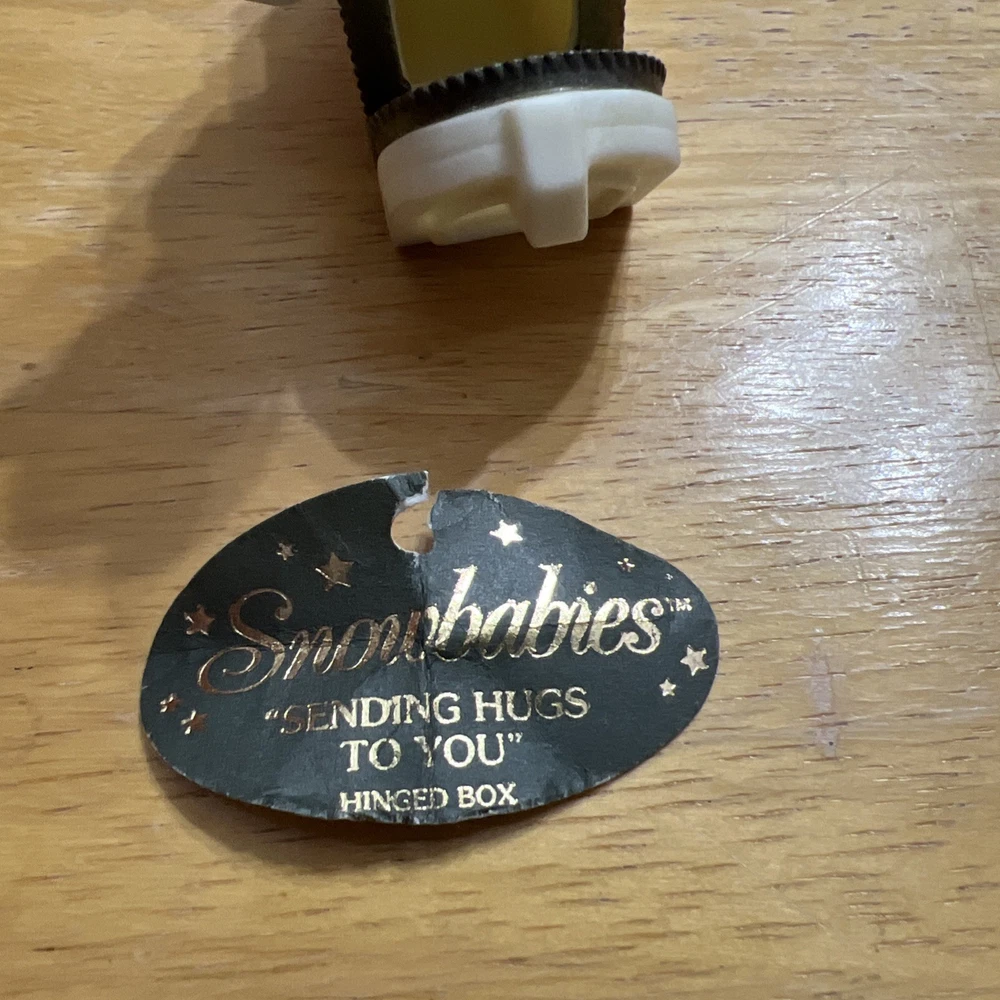 Snowbabies™
“SENDING HUGS
TO YOU”
HINGED BOX